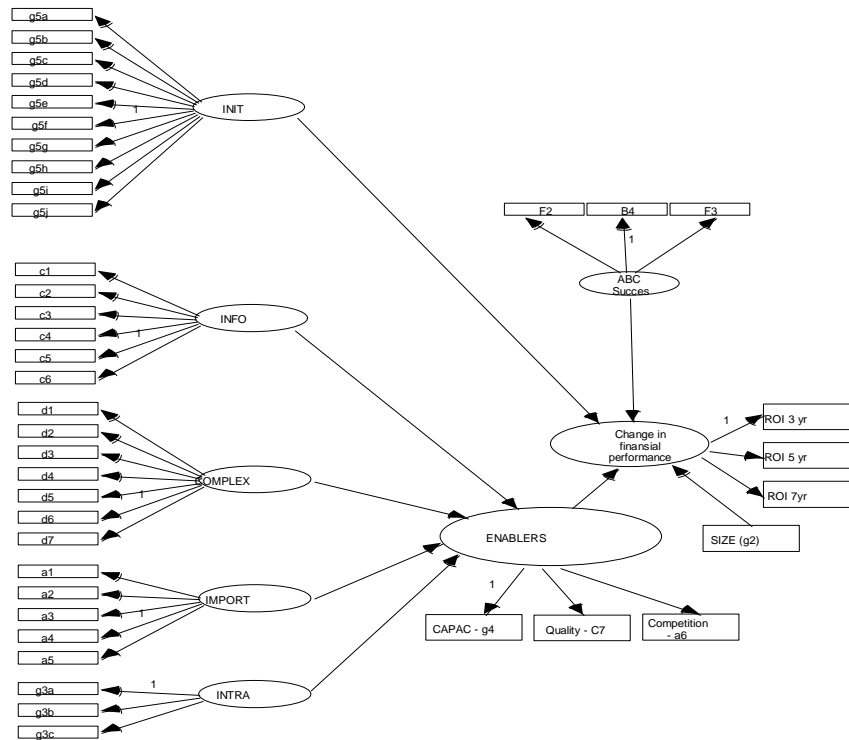 g5a
g5b
g5c
g5d
g5e
1
INIT
g5f
g5g
g5h
g5i
g5j
F2
B4
F3
1
ABC
Succes
c1
c2
c3
c4
1
INFO
c5
c6
d1
d2
d3
d4
d5
1
COMPLEX
d6
d7
Change in
finansial
performance
1
ROI 3 yr
ROI 5 yr
ROI 7yr
SIZE (g2)
ENABLERS
1
CAPAC - g4
Quality - C7
Competition
- a6
a1
a2
a3
1
IMPORT
a4
a5
g3a
1
INTRA
g3b
g3c